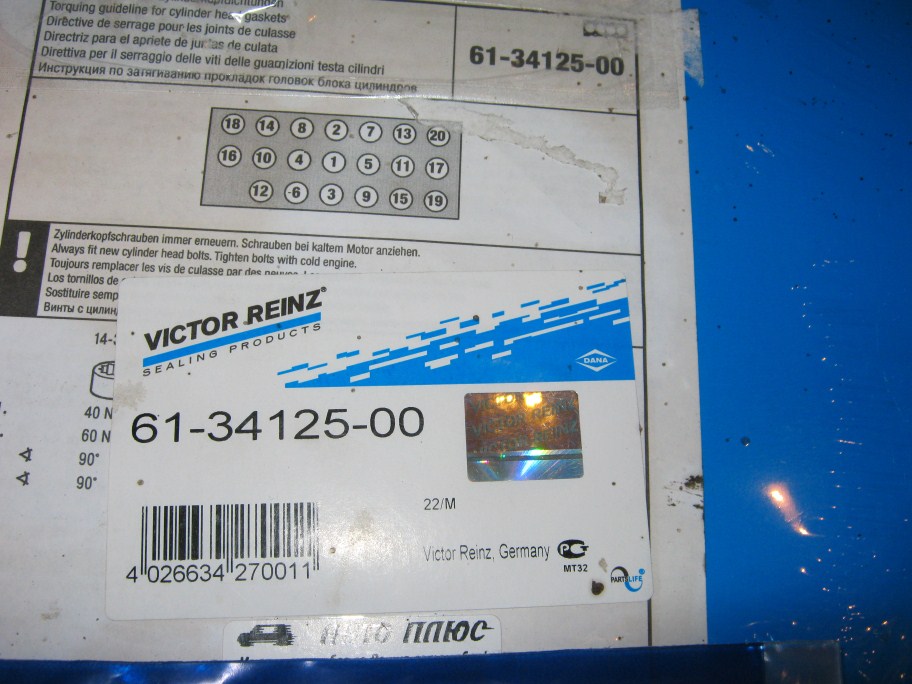 Torquing guideline for cylinder head gaskets
Directive de serrage pour les joints de culasse
Directriz para el apriete de juntas de culata
Direttiva per il serraggio delle viti delle guarnizioni testa cilindri
Инструкция по затягиванию прокладок головок блока цилиндров
61-34125-00
18 14 8 2 7 13 20
16 10 4 1 5 11 17
12 6 3 9 15 19
!
Zylinderkopfschrauben immer erneuern. Schrauben bei kaltem Motor anziehen.
Always fit new cylinder head bolts. Tighten bolts with cold engine.
Toujours remplacer les vis de culasse par des
Los tornillos de
Sostituire
Винты с
VICTOR REINZ®
SEALING PRODUCTS
DANA
61-34125-00
VICTOR REINZ
40 N
60 N
90°
90°
22/M
Victor Reinz, Germany
MT32
PARTSLIFE
4 026634 270011
ПЛЮС